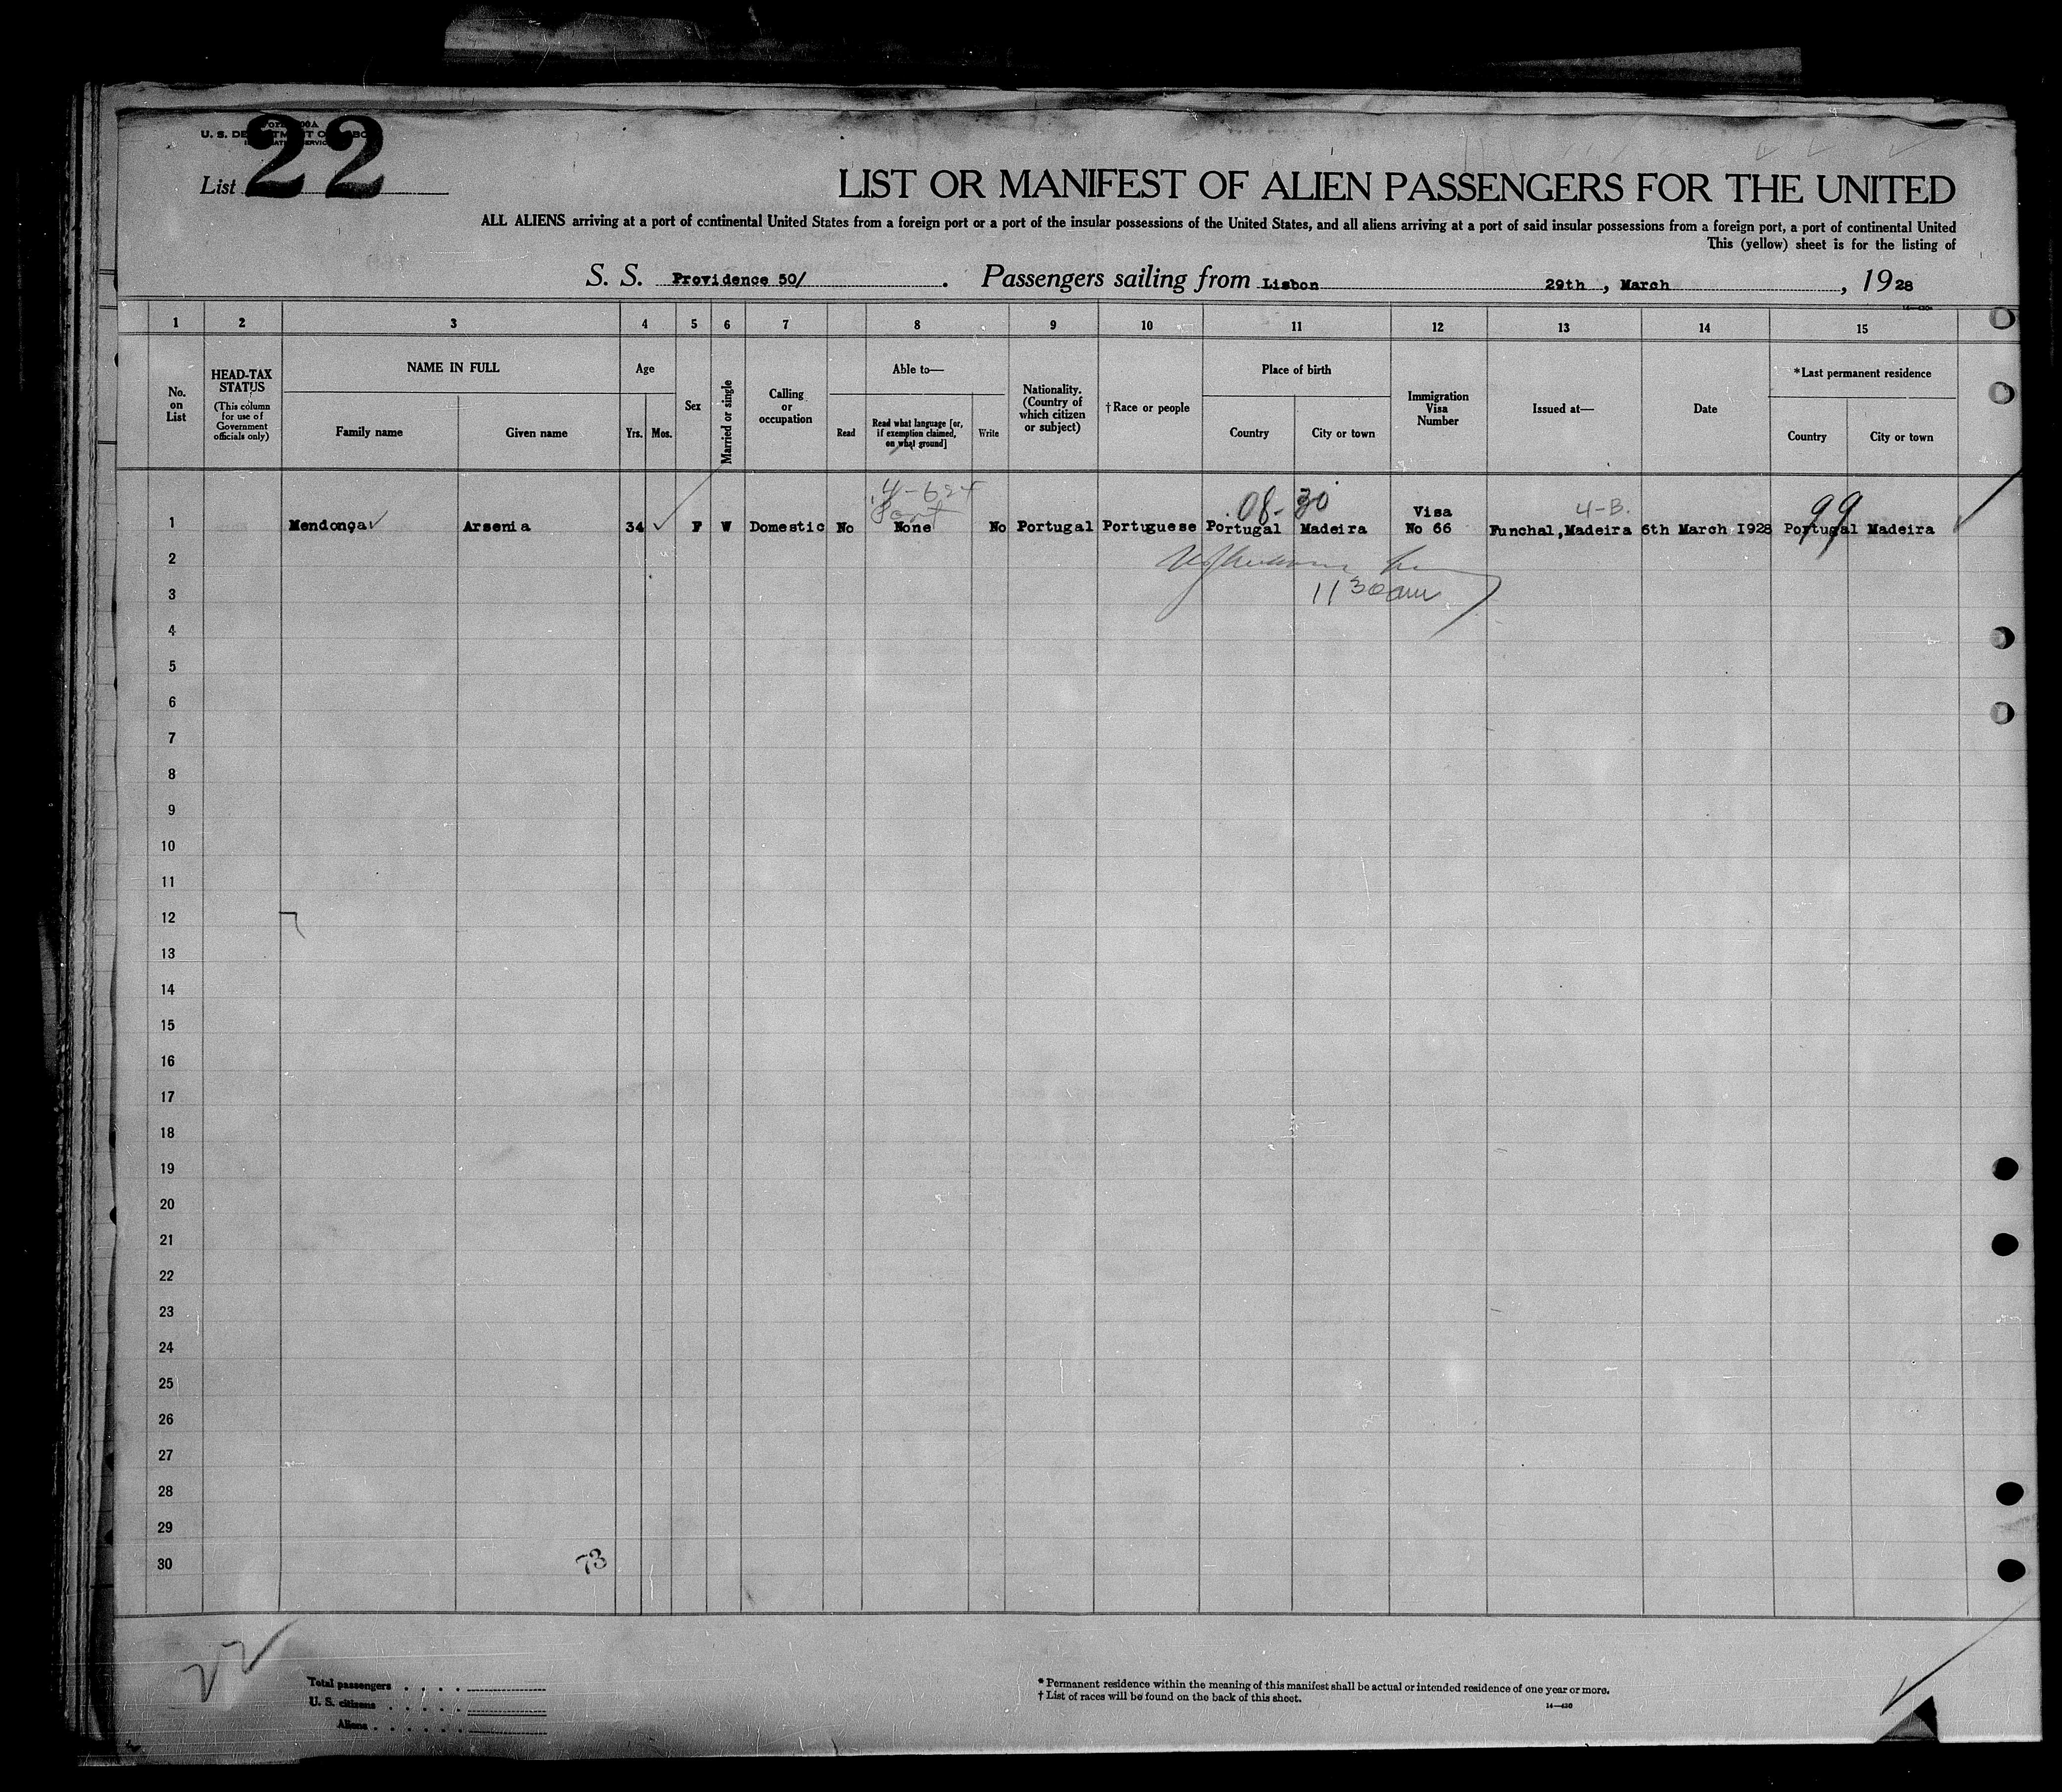 22
U. S. DEPARTMENT OF LABOR
List
LIST OR MANIFEST OF ALIEN PASSENGERS FOR THE UNITED
ALL ALIENS arriving at a port of continental United States from a foreign port or a port of the insular possessions of the United States, and all aliens arriving at a port of said insular possessions from a foreign port, a port of continental United
This (yellow) sheet is for the listing of
S. S. Providence 50/ . Passengers sailing from Lisbon 29th , March , 1928
1 2 3 4 5 6 7 8 9 10 11 12 13 14 15
No. on List
HEAD-TAX STATUS (This column for use of Government officials only)
NAME IN FULL
Family name
Given name
Age
Yrs. Mos.
Sex
Married or single
Calling or occupation
Able to—
Read
Read what language [or, if exemption claimed, on what ground]
Write
Nationality. (Country of which citizen or subject)
†Race or people
Place of birth
Country
City or town
Immigration Visa Number
Issued at—
Date
*Last permanent residence
Country
City or town
Port
08-30
4-B.
99
1 Mendonça Arsenia 34 F W Domestic No None No Portugal Portuguese Portugal Madeira Visa No 66 Funchal,Madeira 6th March 1928 Portugal Madeira
2
11 30am
3
4
5
6
7
8
9
10
11
12
13
14
15
16
17
18
19
20
21
22
23
24
25
26
27
28
29
30
73
22
Total passengers
U. S. citizens
Aliens
* Permanent residence within the meaning of this manifest shall be actual or intended residence of one year or more.
† List of races will be found on the back of this sheet.
14—430